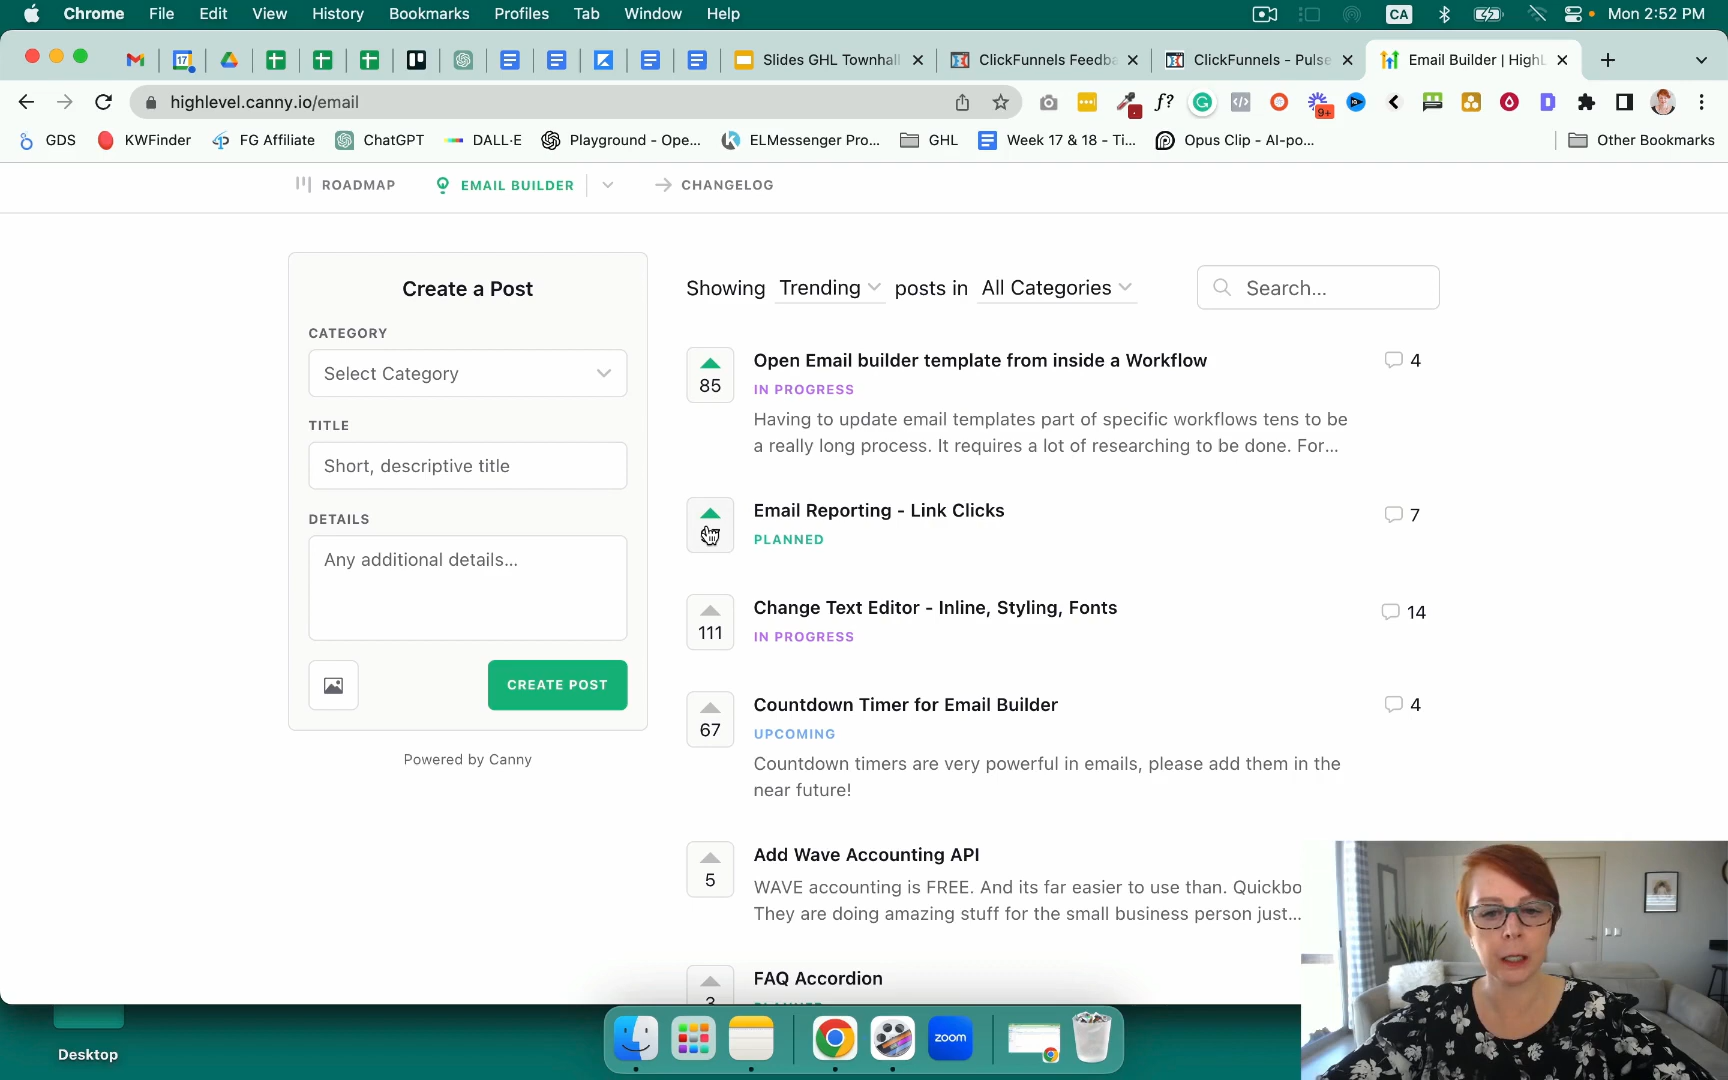 Chrome File Edit View History Bookmarks Profiles Tab Window Help CA Mon 2:52 PM
17 Slides GHL Townhall ClickFunnels Feedba ClickFunnels - Pulse Email Builder | HighL
highlevel.canny.io/email f? 9+
GDS KWFinder FG Affiliate ChatGPT DALL·E Playground - Ope... ELMessenger Pro... GHL Week 17 & 18 - Ti... Opus Clip - AI-po... Other Bookmarks
ROADMAP EMAIL BUILDER CHANGELOG
Create a Post
CATEGORY
Select Category
TITLE
Short, descriptive title
DETAILS
Any additional details...
CREATE POST
Powered by Canny
Showing Trending posts in All Categories Search...
Open Email builder template from inside a Workflow 4
85
IN PROGRESS
Having to update email templates part of specific workflows tens to be
a really long process. It requires a lot of researching to be done. For...
Email Reporting - Link Clicks 7
PLANNED
Change Text Editor - Inline, Styling, Fonts 14
111
IN PROGRESS
Countdown Timer for Email Builder 4
67
UPCOMING
Countdown timers are very powerful in emails, please add them in the
near future!
Add Wave Accounting API
5
WAVE accounting is FREE. And its far easier to use than. Quickbo
They are doing amazing stuff for the small business person just...
FAQ Accordion
3
PLANNED
zoom
Desktop